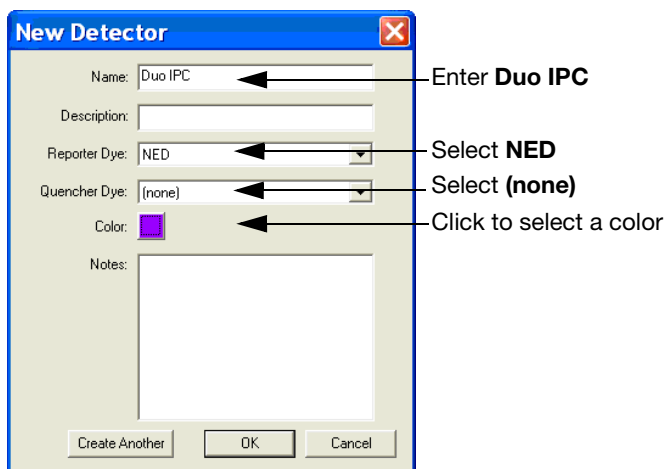 New Detector
Name: Duo IPC Enter Duo IPC
Description:
Reporter Dye: NED Select NED
Quencher Dye: (none) Select (none)
Color: Click to select a color
Notes:
Create Another OK Cancel